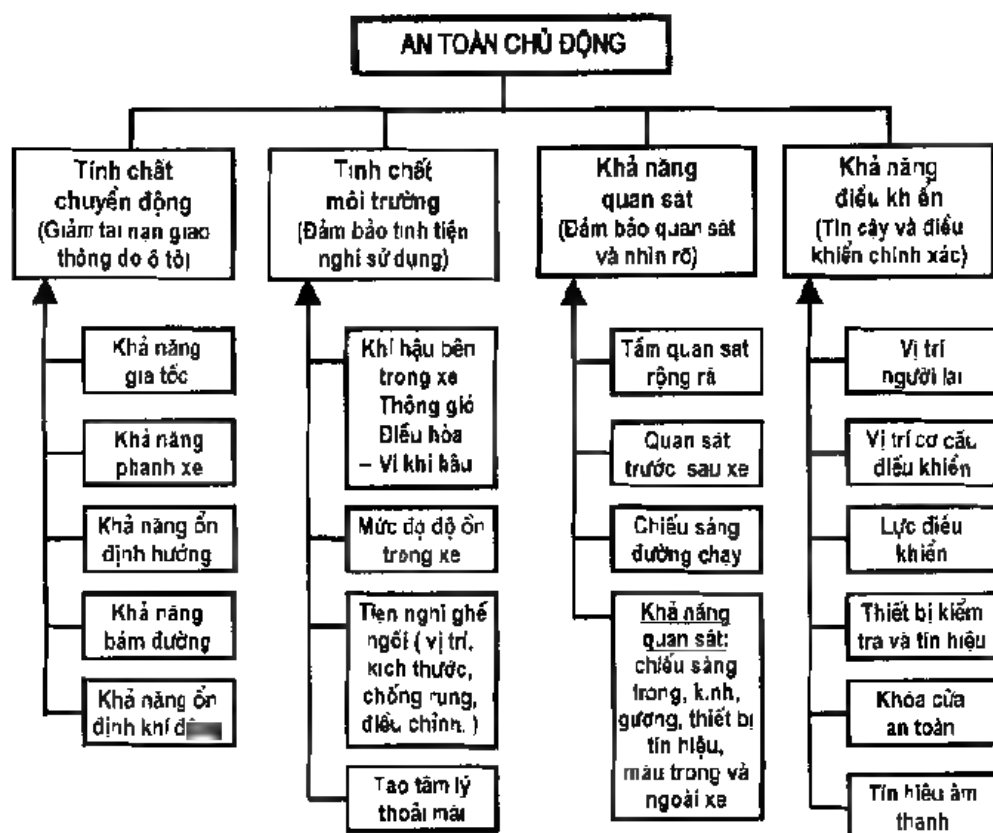 AN TOÀN CHỦ ĐỘNG
Tính chất
chuyển động
(Giảm tai nạn giao
thông do ô tô)
Khả năng
gia tốc
Khả năng
phanh xe
Khả năng ổn
định hướng
Khả năng
bám đường
Khả năng ổn
định khí
Tính chất
môi trường
(Đảm bảo tính tiện
nghi sử dụng)
Khí hậu bên
trong xe
Thông gió
Điều hòa
– Vi khí hậu
Mức độ độ ồn
trong xe
Tiện nghi ghế
ngồi ( vị trí,
kích thước,
chống rung,
điều chỉnh. )
Tạo tâm lý
thoải mái
Khả năng
quan sát
(Đảm bảo quan sát
và nhìn rõ)
Tầm quan sát
rộng rã
Quan sát
trước sau xe
Chiếu sáng
đường chạy
Khả năng
quan sát:
chiếu sáng
trong, kính,
gương, thiết bị
tín hiệu,
màu trong và
ngoài xe
Khả năng
điều khển
(Tin cậy và điều
khiển chính xác)
Vị trí
người lái
Vị trí cơ cấu
điều khiển
Lực điều
khiển
Thiết bị kiểm
tra và tín hiệu
Khóa cửa
an toàn
Tín hiệu âm
thanh